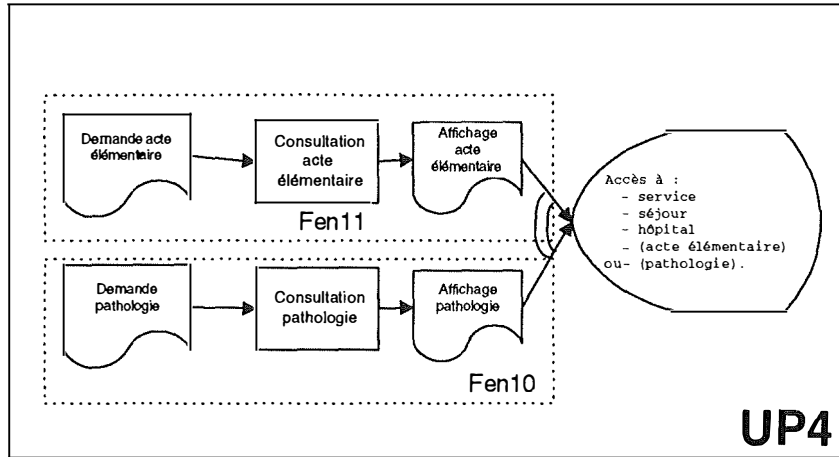 Demande acte
élémentaire
Consultation
acte
élémentaire
Affichage
acte
élémentaire
Fen11
Demande
pathologie
Consultation
pathologie
Affichage
pathologie
Fen10
Accès à :
- service
- séjour
- hôpital
- (acte élémentaire)
ou- (pathologie).
UP4